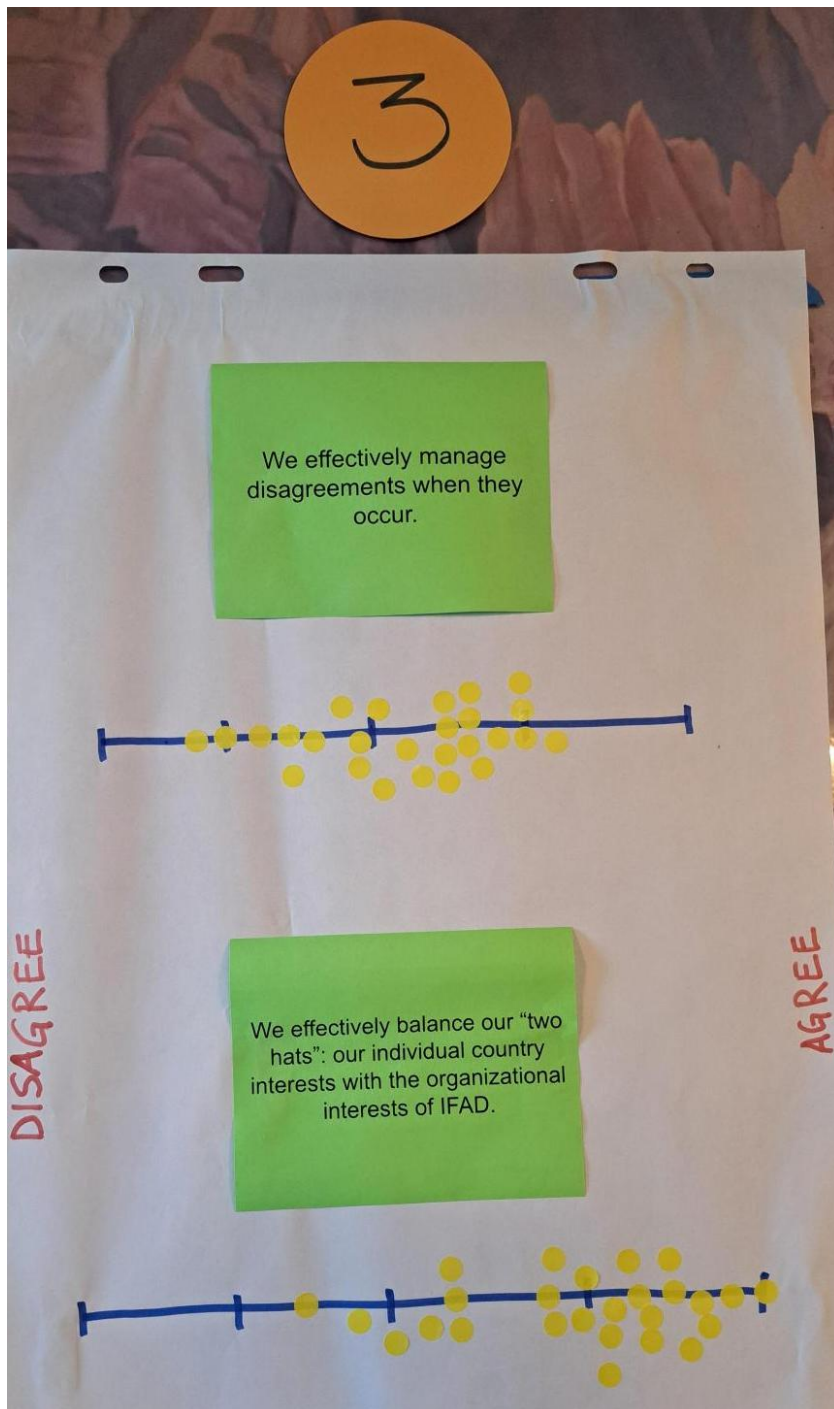 3
We effectively manage
disagreements when they
occur.
DISAGREE
AGREE
We effectively balance our “two
hats”: our individual country
interests with the organizational
interests of IFAD.